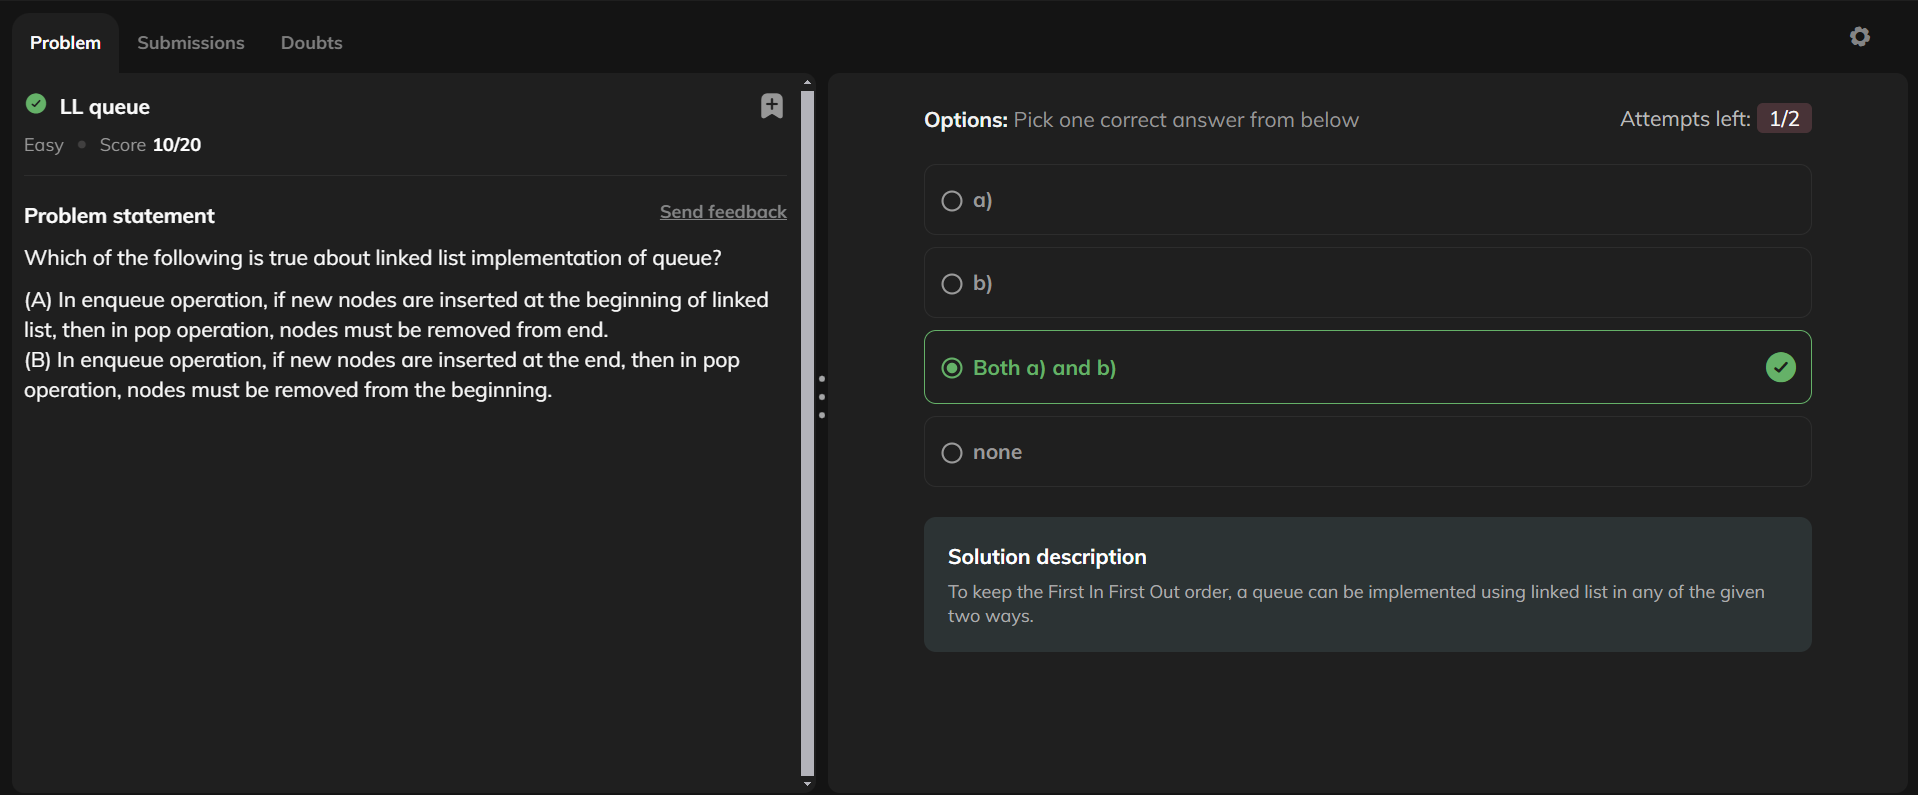 Problem
Submissions
Doubts
LL queue
Easy • Score 10/20
Problem statement
Send feedback
Which of the following is true about linked list implementation of queue?
(A) In enqueue operation, if new nodes are inserted at the beginning of linked
list, then in pop operation, nodes must be removed from end.
(B) In enqueue operation, if new nodes are inserted at the end, then in pop
operation, nodes must be removed from the beginning.
Options: Pick one correct answer from below
Attempts left: 1/2
a)
b)
Both a) and b)
none
Solution description
To keep the First In First Out order, a queue can be implemented using linked list in any of the given
two ways.